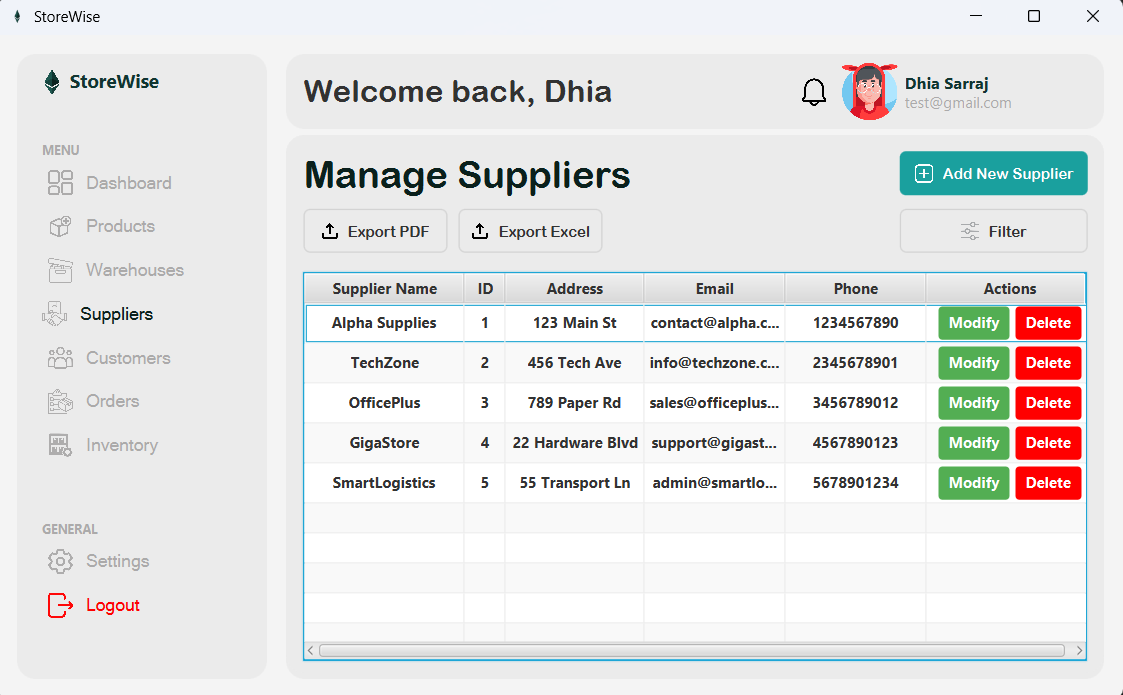 StoreWise
StoreWise
MENU
Dashboard
Products
Warehouses
Suppliers
Customers
Orders
Inventory
GENERAL
Settings
Logout
Welcome back, Dhia
Dhia Sarraj
test@gmail.com
Manage Suppliers
Add New Supplier
Export PDF Export Excel Filter
Supplier Name ID Address Email Phone Actions
Alpha Supplies 1 123 Main St contact@alpha.c... 1234567890 Modify Delete
TechZone 2 456 Tech Ave info@techzone.c... 2345678901 Modify Delete
OfficePlus 3 789 Paper Rd sales@officeplus... 3456789012 Modify Delete
GigaStore 4 22 Hardware Blvd support@gigast... 4567890123 Modify Delete
SmartLogistics 5 55 Transport Ln admin@smartlo... 5678901234 Modify Delete